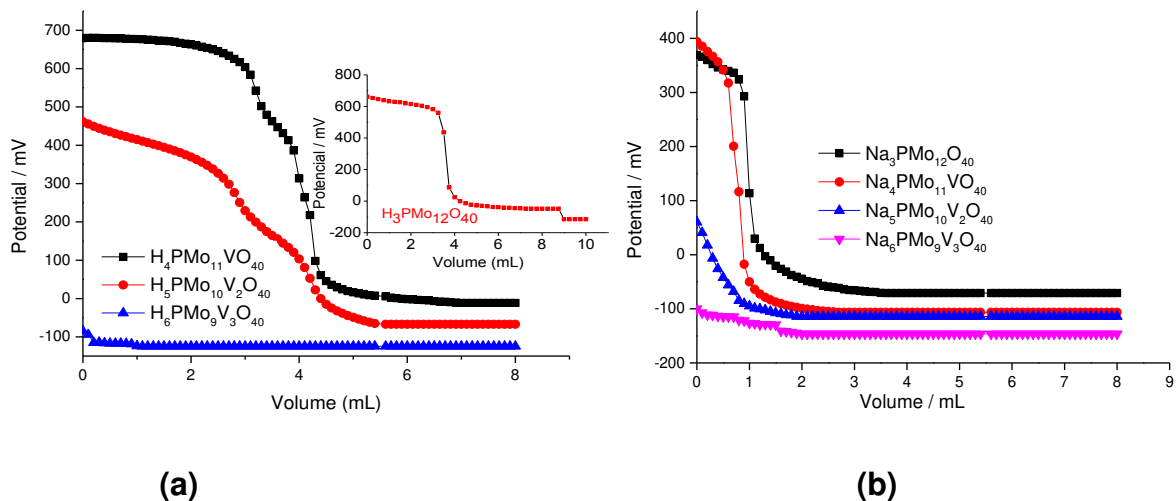 700
600
500
400
300
200
100
0
-100
Potential / mV
0 2 4 6 8
Volume (mL)
H₄PMo₁₁VO₄₀
H₅PMo₁₀V₂O₄₀
H₆PMo₉V₃O₄₀
800
600
400
200
0
-200
Potencial / mV
H₃PMo₁₂O₄₀
0 2 4 6 8 10
Volume (mL)
(a)
400
300
200
100
0
-100
-200
Potential / mV
Na₃PMo₁₂O₄₀
Na₄PMo₁₁VO₄₀
Na₅PMo₁₀V₂O₄₀
Na₆PMo₉V₃O₄₀
0 1 2 3 4 5 6 7 8 9
Volume / mL
(b)